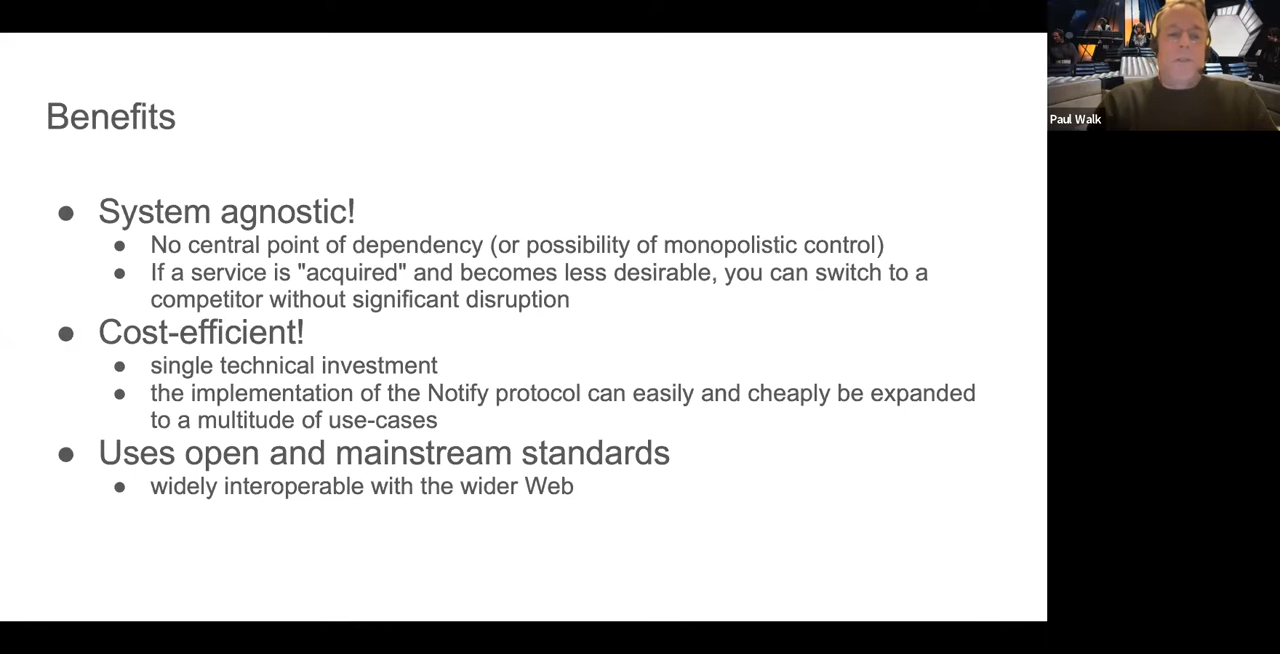 Benefits
System agnostic!
No central point of dependency (or possibility of monopolistic control)
If a service is "acquired" and becomes less desirable, you can switch to a
competitor without significant disruption
Cost-efficient!
single technical investment
the implementation of the Notify protocol can easily and cheaply be expanded
to a multitude of use-cases
Uses open and mainstream standards
widely interoperable with the wider Web
Paul Walk